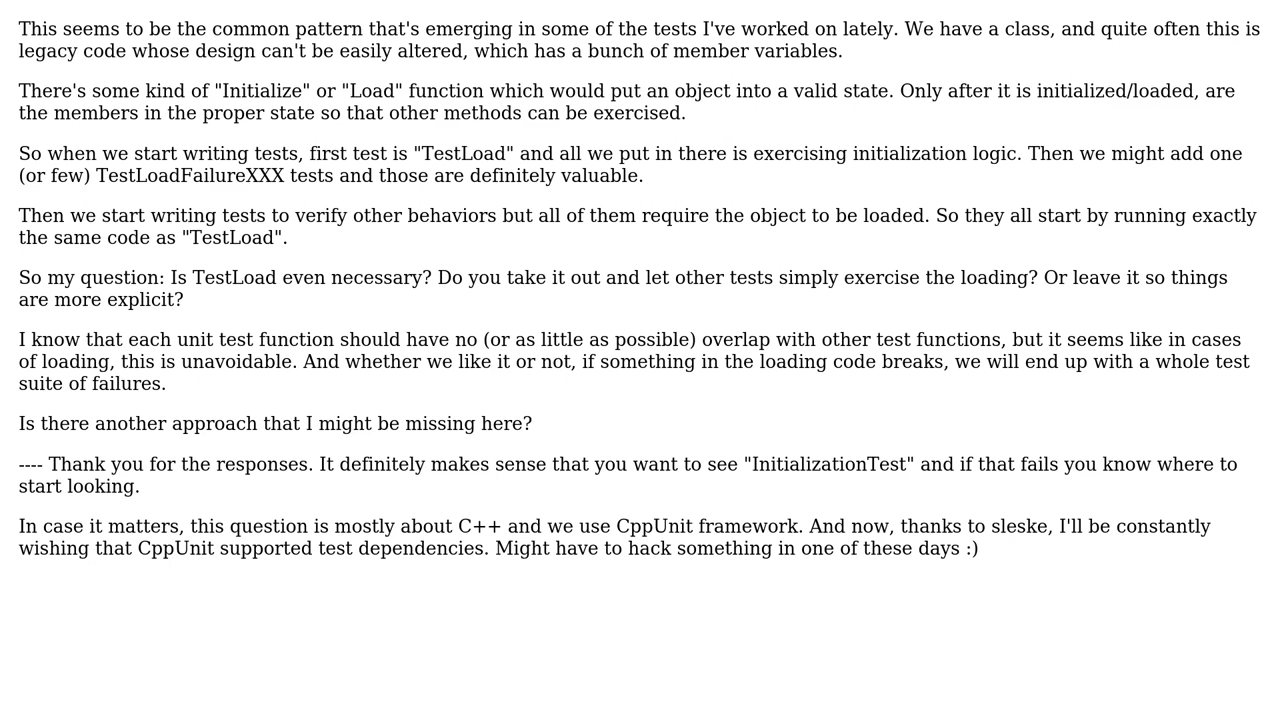 This seems to be the common pattern that's emerging in some of the tests I've worked on lately. We have a class, and quite often this is
legacy code whose design can't be easily altered, which has a bunch of member variables.
There's some kind of "Initialize" or "Load" function which would put an object into a valid state. Only after it is initialized/loaded, are
the members in the proper state so that other methods can be exercised.
So when we start writing tests, first test is "TestLoad" and all we put in there is exercising initialization logic. Then we might add one
(or few) TestLoadFailureXXX tests and those are definitely valuable.
Then we start writing tests to verify other behaviors but all of them require the object to be loaded. So they all start by running exactly
the same code as "TestLoad".
So my question: Is TestLoad even necessary? Do you take it out and let other tests simply exercise the loading? Or leave it so things
are more explicit?
I know that each unit test function should have no (or as little as possible) overlap with other test functions, but it seems like in cases
of loading, this is unavoidable. And whether we like it or not, if something in the loading code breaks, we will end up with a whole test
suite of failures.
Is there another approach that I might be missing here?
---- Thank you for the responses. It definitely makes sense that you want to see "InitializationTest" and if that fails you know where to
start looking.
In case it matters, this question is mostly about C++ and we use CppUnit framework. And now, thanks to sleske, I'll be constantly
wishing that CppUnit supported test dependencies. Might have to hack something in one of these days :)